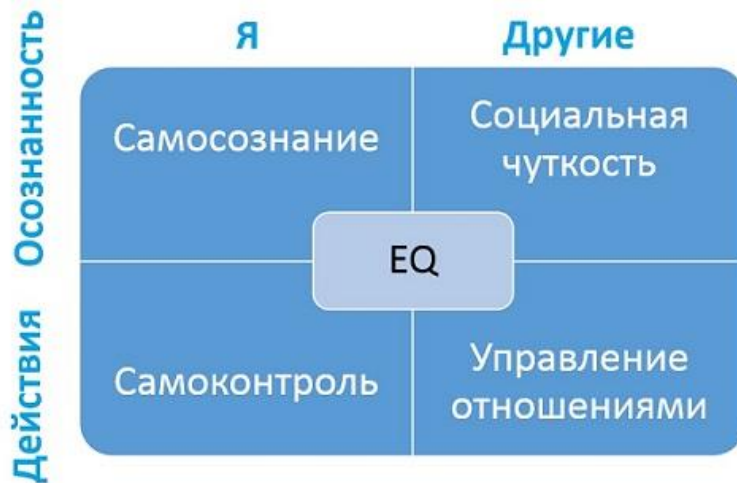 Я
Другие
Осознанность
Самосознание
Социальная
чуткость
EQ
Действия
Самоконтроль
Управление
отношениями